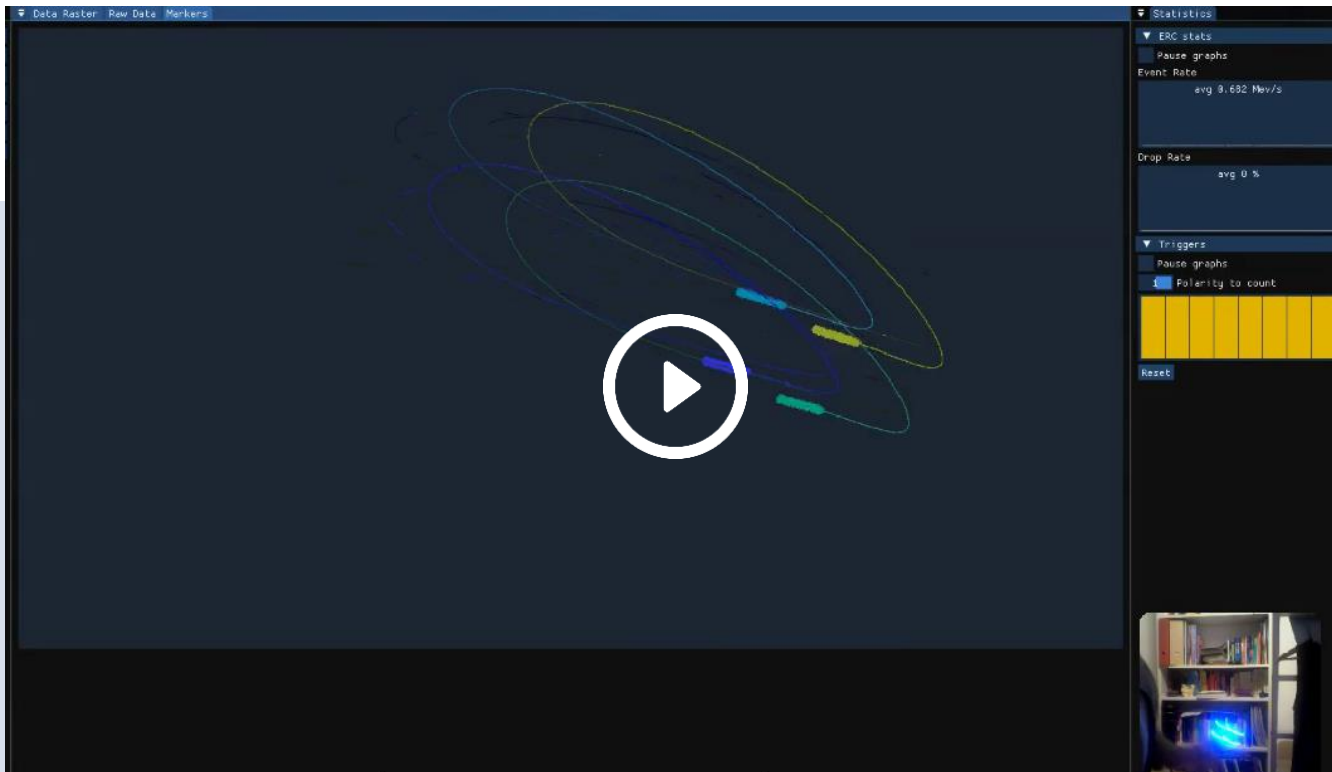 Data Raster Raw Data Markers
Statistics
ERC stats
Pause graphs
Event Rate
avg 0.682 Mev/s
Drop Rate
avg 0 %
Triggers
Pause graphs
1 Polarity to count
Reset